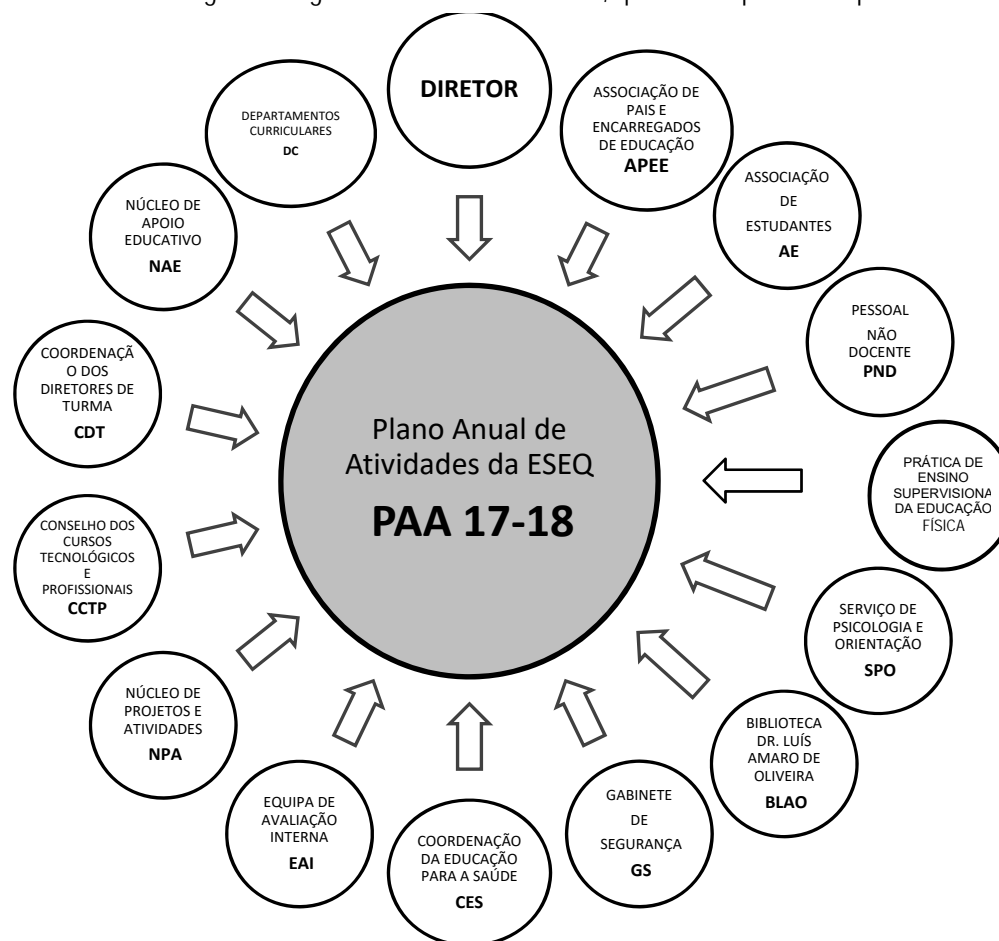 DIRETOR
ASSOCIAÇÃO DE
PAIS E
ENCARREGADOS
DE EDUCAÇÃO
APEE
ASSOCIAÇÃO
DE
ESTUDANTES
AE
PESSOAL
NÃO
DOCENTE
PND
PRÁTICA DE
ENSINO
SUPERVISIONA
DA EDUCAÇÃO
FÍSICA
SERVIÇO DE
PSICOLOGIA E
ORIENTAÇÃO
SPO
BIBLIOTECA
DR. LUÍS
AMARO DE
OLIVEIRA
BLAO
GABINETE
DE
SEGURANÇA
GS
COORDENAÇÃO
DA EDUCAÇÃO
PARA A SAÚDE
CES
EQUIPA DE
AVALIAÇÃO
INTERNA
EAI
NÚCLEO DE
PROJETOS E
ATIVIDADES
NPA
CONSELHO DOS
CURSOS
TECNOLÓGICOS
E
PROFISSIONAIS
CCTP
COORDENAÇÃ
O DOS
DIRETORES DE
TURMA
CDT
NÚCLEO DE
APOIO
EDUCATIVO
NAE
DEPARTAMENTOS
CURRICULARES
DC
Plano Anual de
Atividades da ESEQ
PAA 17-18